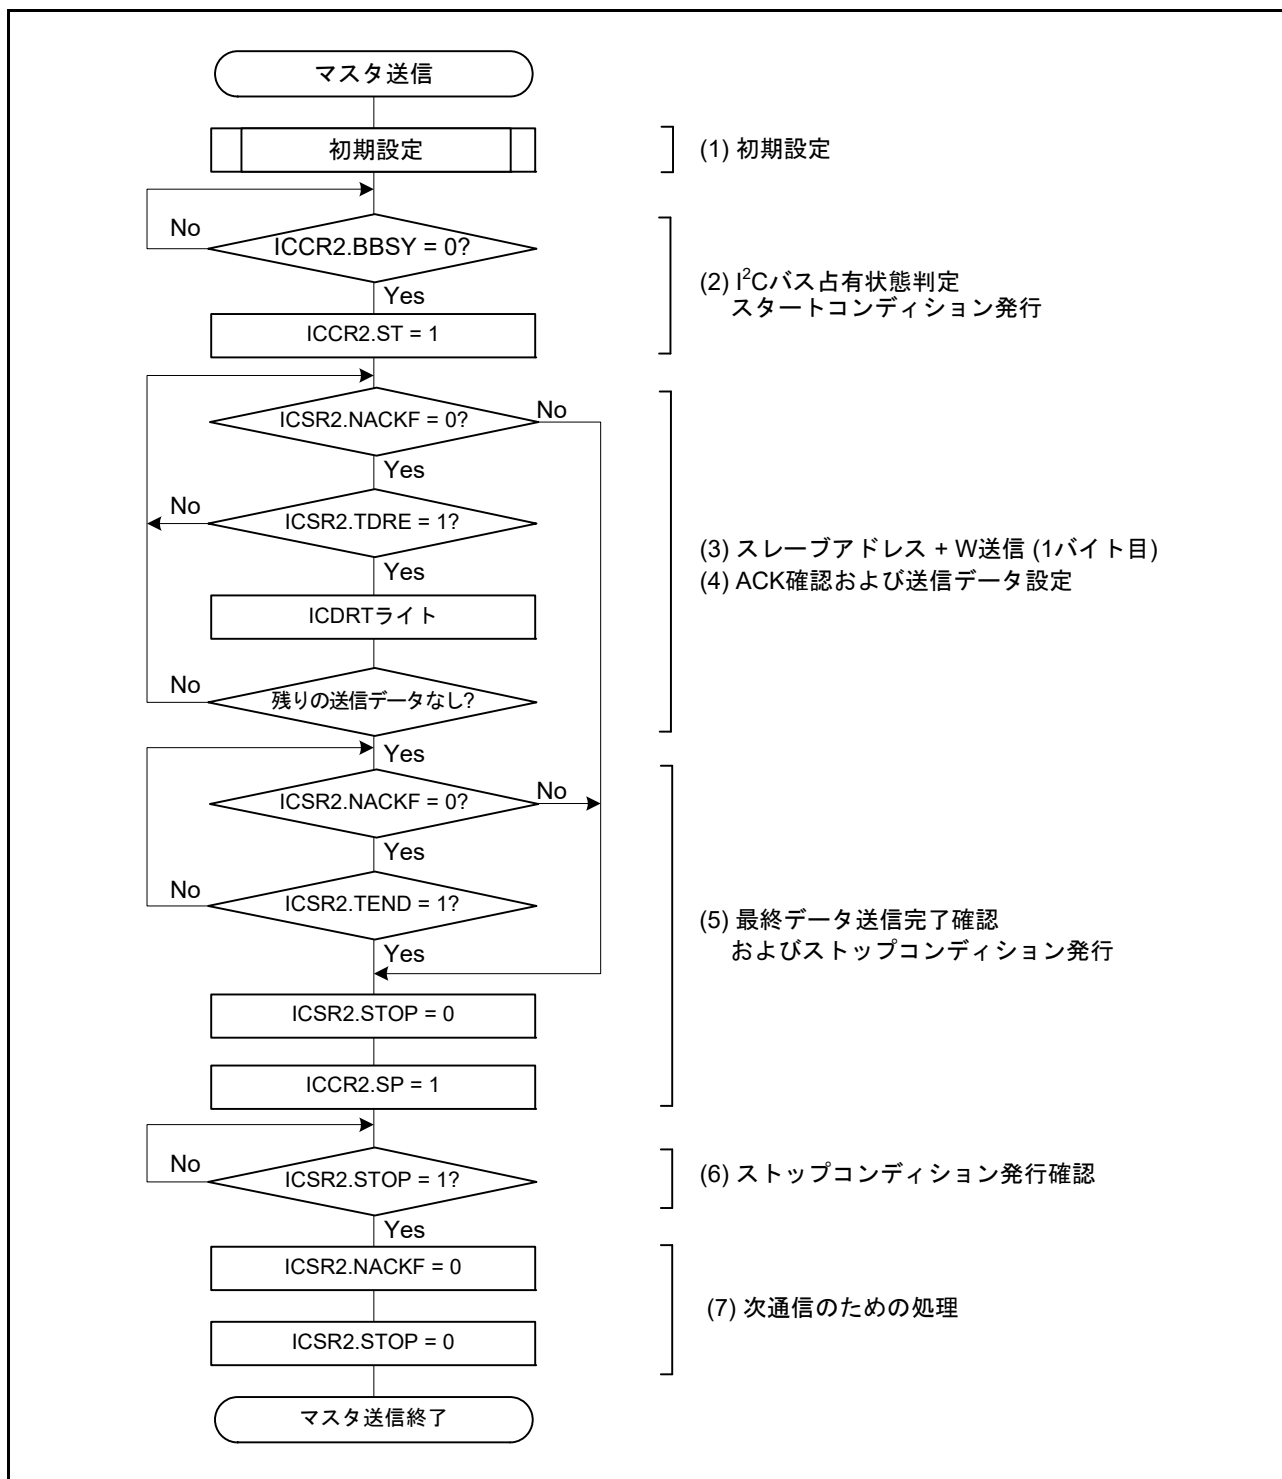 マスタ送信
初期設定
(1) 初期設定
No
ICCR2.BBSY = 0?
Yes
(2) I²Cバス占有状態判定
スタートコンディション発行
ICCR2.ST = 1
ICSR2.NACKF = 0?
No
Yes
No
ICSR2.TDRE = 1?
Yes
(3) スレーブアドレス + W送信 (1バイト目)
(4) ACK確認および送信データ設定
ICDRTライト
No
残りの送信データなし?
Yes
ICSR2.NACKF = 0?
No
Yes
No
ICSR2.TEND = 1?
Yes
(5) 最終データ送信完了確認
およびストップコンディション発行
ICSR2.STOP = 0
ICCR2.SP = 1
No
ICSR2.STOP = 1?
Yes
(6) ストップコンディション発行確認
ICSR2.NACKF = 0
(7) 次通信のための処理
ICSR2.STOP = 0
マスタ送信終了